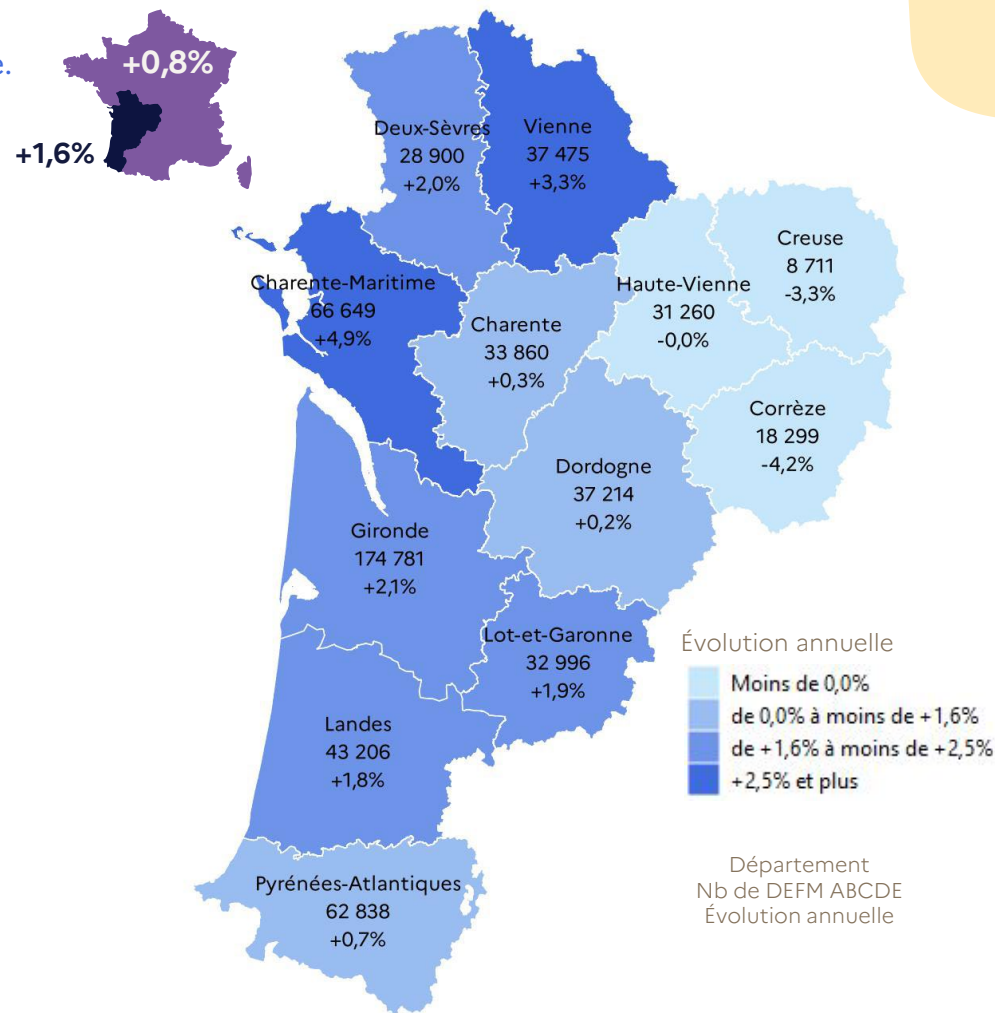 e.
+0,8%
+1,6%
Deux-Sèvres
28 900
+2,0%
Vienne
37 475
+3,3%
Creuse
8 711
-3,3%
Haute-Vienne
31 260
-0,0%
Charente-Maritime
66 649
+4,9%
Charente
33 860
+0,3%
Corrèze
18 299
-4,2%
Dordogne
37 214
+0,2%
Gironde
174 781
+2,1%
Lot-et-Garonne
32 996
+1,9%
Landes
43 206
+1,8%
Pyrénées-Atlantiques
62 838
+0,7%
Évolution annuelle
Moins de 0,0%
de 0,0% à moins de +1,6%
de +1,6% à moins de +2,5%
+2,5% et plus
Département
Nb de DEFM ABCDE
Évolution annuelle